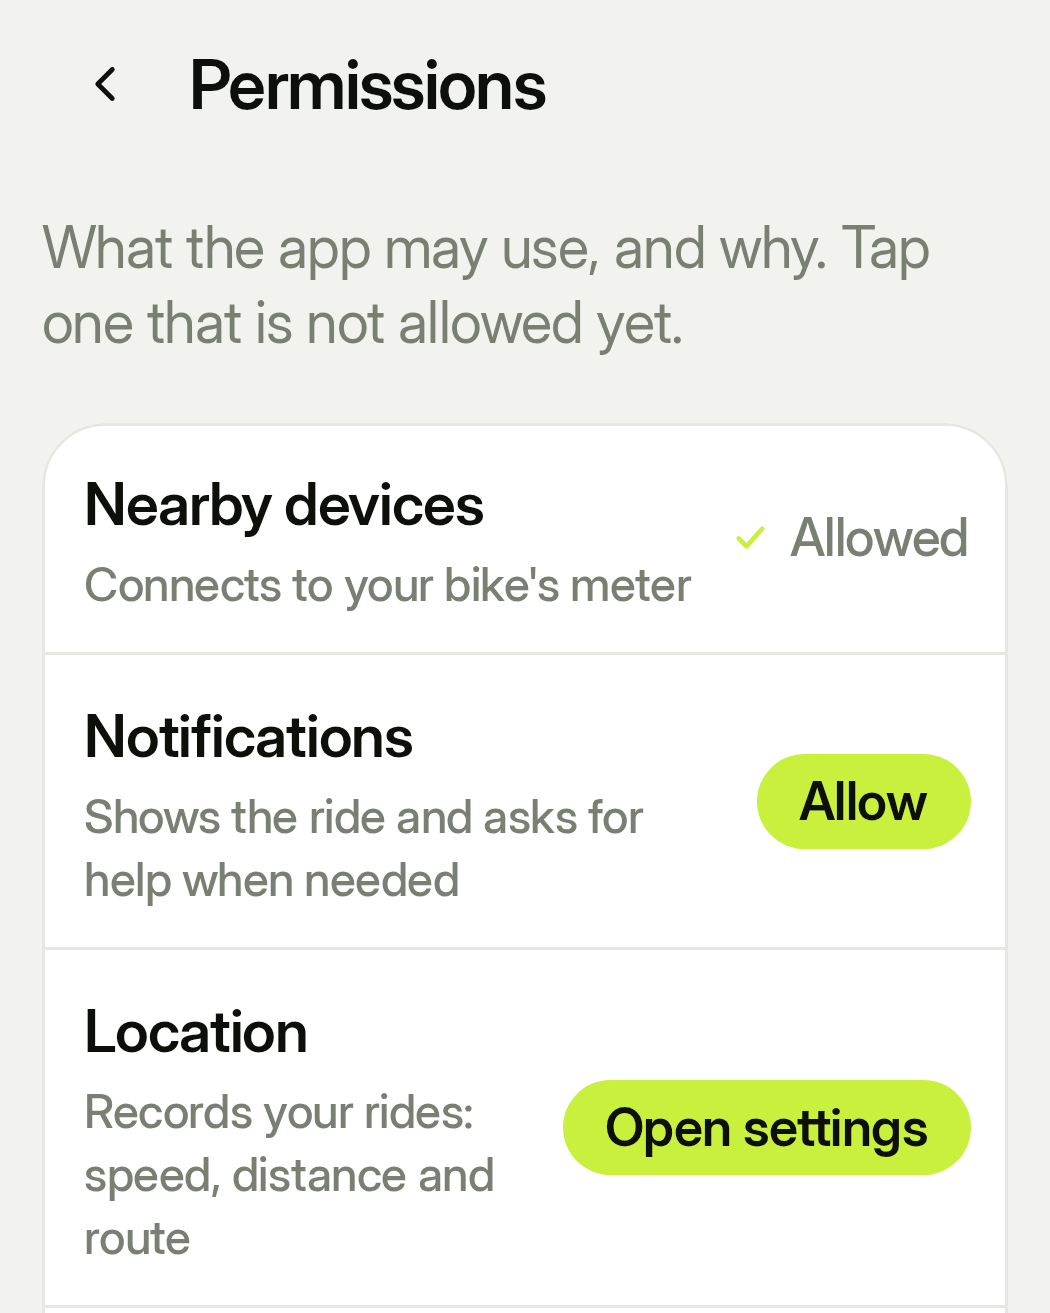 Permissions
What the app may use, and why. Tap
one that is not allowed yet.
Nearby devices
Connects to your bike's meter
Allowed
Notifications
Shows the ride and asks for
help when needed
Allow
Location
Records your rides:
speed, distance and
route
Open settings